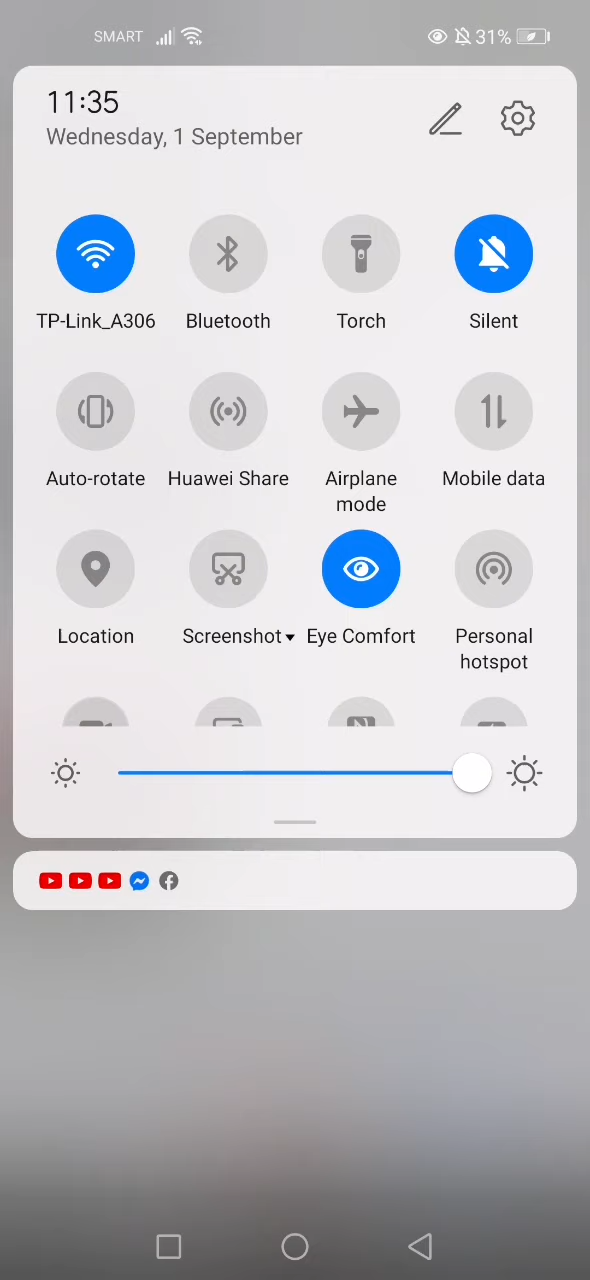 SMART 31%
11:35
Wednesday, 1 September
TP-Link_A306 Bluetooth Torch Silent
Auto-rotate Huawei Share Airplane mode Mobile data
Location Screenshot Eye Comfort Personal hotspot